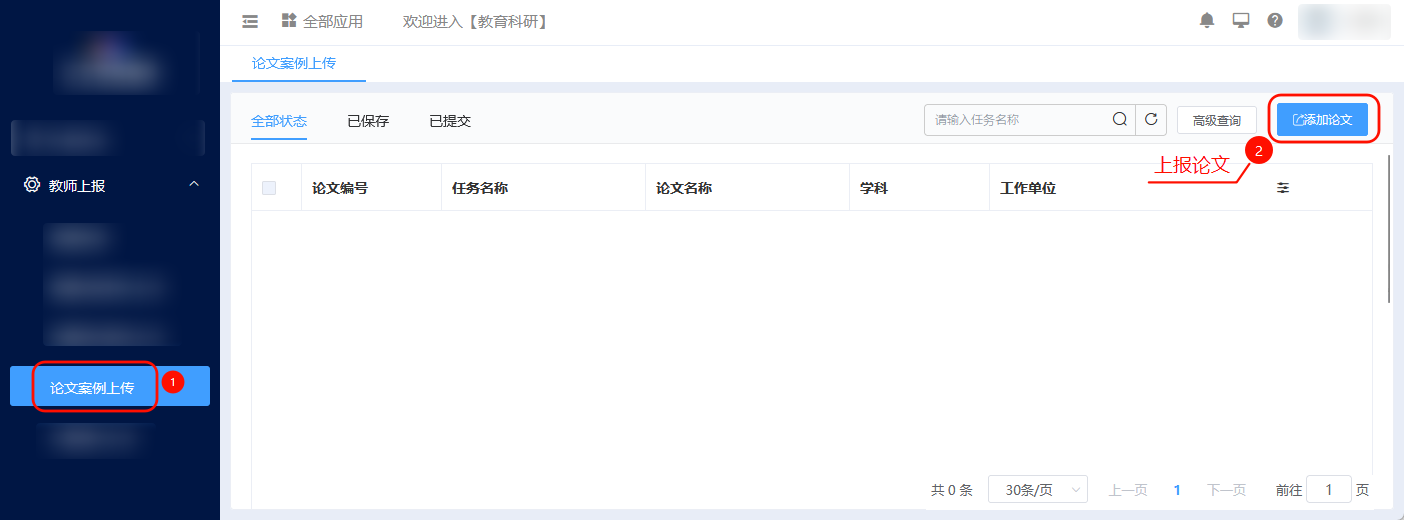 全部应用
欢迎进入【教育科研】
论文案例上传
教师上报
论文案例上传
1
全部状态
已保存
已提交
请输入任务名称
高级查询
添加论文
2
上报论文
论文编号
任务名称
论文名称
学科
工作单位
共 0 条
30条/页
上一页
1
下一页
前往
1
页